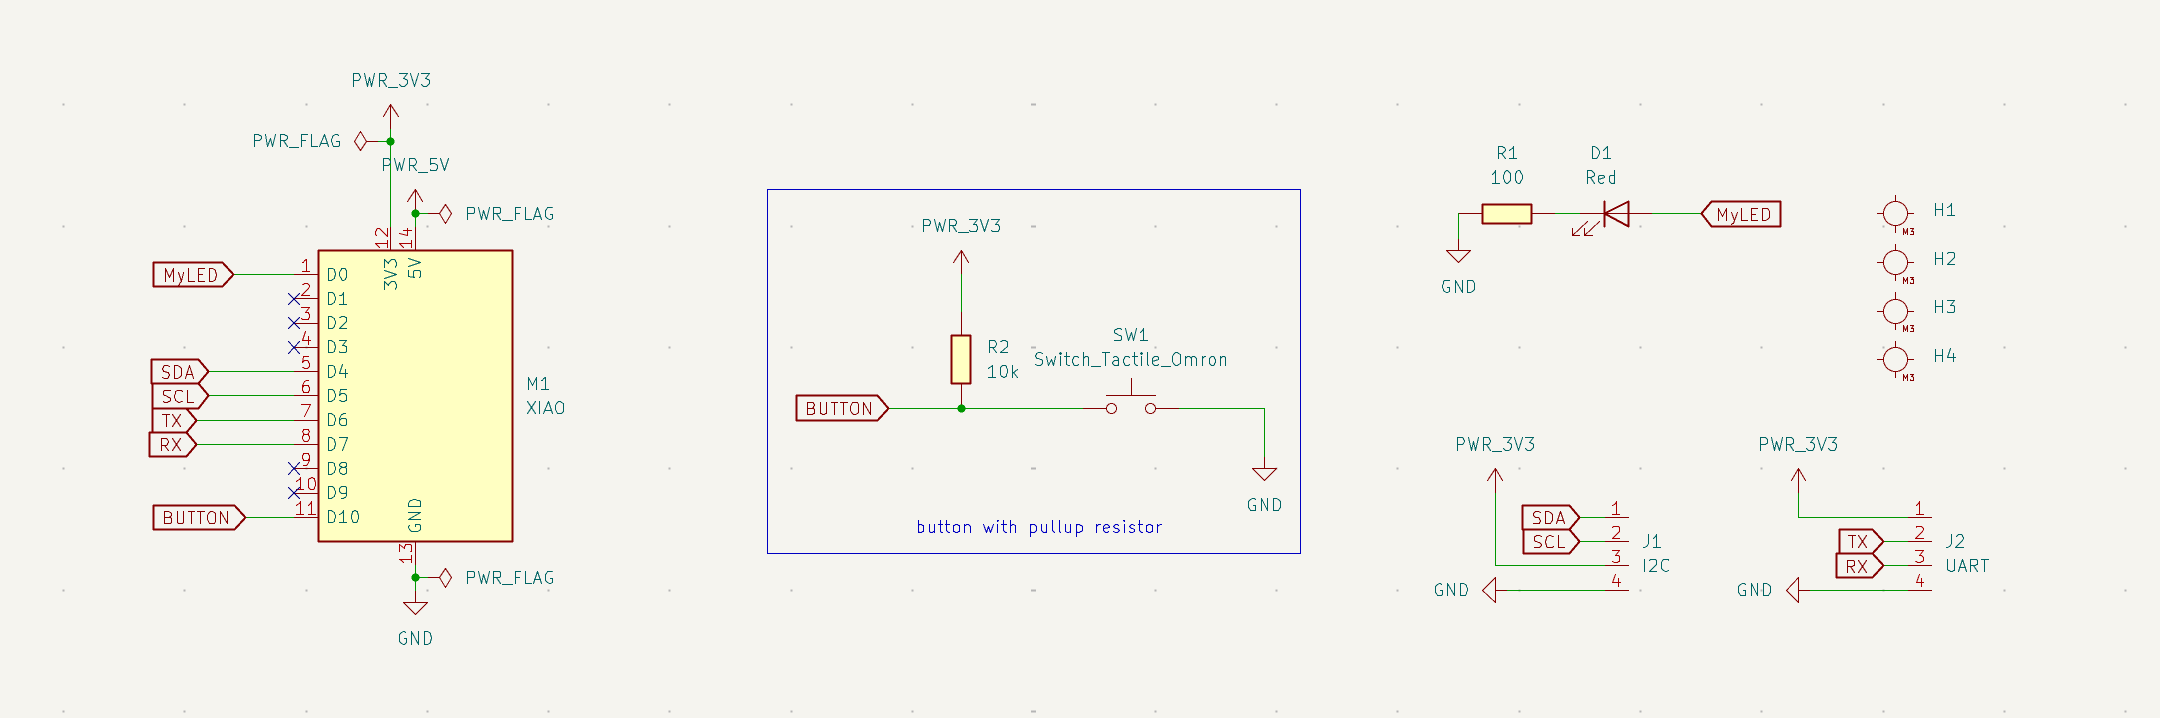 PWR_3V3
PWR_FLAG
PWR_5V
PWR_FLAG
12
14
3V3
5V
MyLED
1
D0
2
D1
3
D2
4
D3
SDA
5
D4
SCL
6
D5
TX
7
D6
RX
8
D7
9
D8
10
D9
BUTTON
11
D10
GND
13
M1
XIAO
PWR_FLAG
GND
PWR_3V3
R2
10k
SW1
Switch_Tactile_Omron
BUTTON
GND
button with pullup resistor
R1
100
D1
Red
MyLED
GND
H1
M3
H2
M3
H3
M3
H4
M3
PWR_3V3
SDA
1
SCL
2
3
4
J1
I2C
GND
PWR_3V3
1
TX
2
RX
3
4
J2
UART
GND